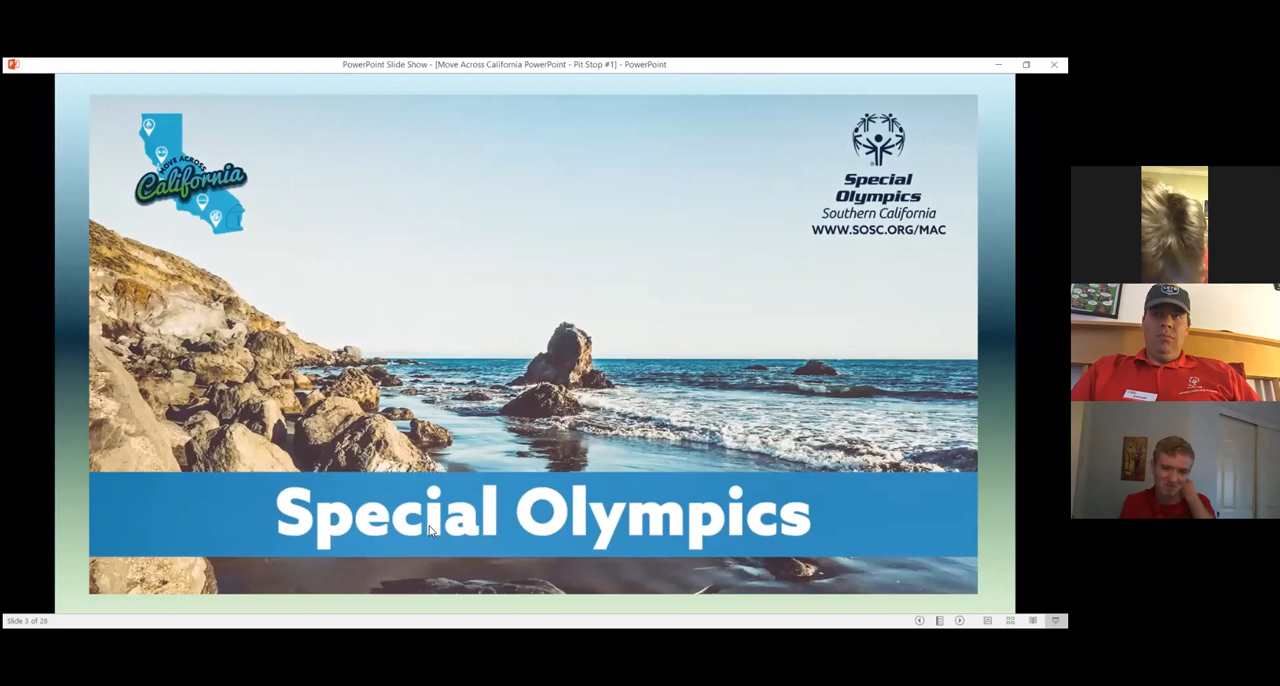 PowerPoint Slide Show - [Move Across California PowerPoint - Pit Stop #1] - PowerPoint
MOVE ACROSS
California
Special
Olympics
Southern California
WWW.SOSC.ORG/MAC
Special Olympics
Slide 3 of 28